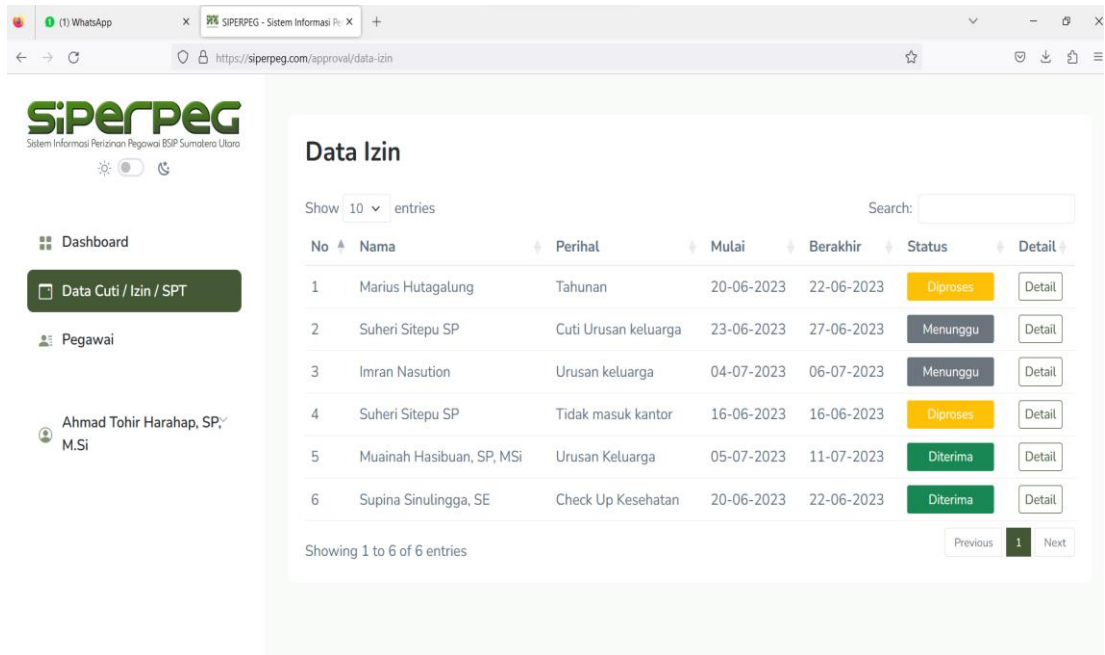 (1) WhatsApp
SIPERPEG - Sistem Informasi Pe
https://siperpeg.com/approval/data-izin
SiPerPEG
Sistem Informasi Perizinan Pegawai BSIP Sumatera Utara
Data Izin
Show 10 entries
Search:
Dashboard
Data Cuti / Izin / SPT
Pegawai
Ahmad Tohir Harahap, SP,
M.Si
No Nama Perihal Mulai Berakhir Status Detail
1 Marius Hutagalung Tahunan 20-06-2023 22-06-2023 Diproses Detail
2 Suheri Sitepu SP Cuti Urusan keluarga 23-06-2023 27-06-2023 Menunggu Detail
3 Imran Nasution Urusan keluarga 04-07-2023 06-07-2023 Menunggu Detail
4 Suheri Sitepu SP Tidak masuk kantor 16-06-2023 16-06-2023 Diproses Detail
5 Muainah Hasibuan, SP, MSi Urusan Keluarga 05-07-2023 11-07-2023 Diterima Detail
6 Supina Sinulingga, SE Check Up Kesehatan 20-06-2023 22-06-2023 Diterima Detail
Showing 1 to 6 of 6 entries
Previous 1 Next